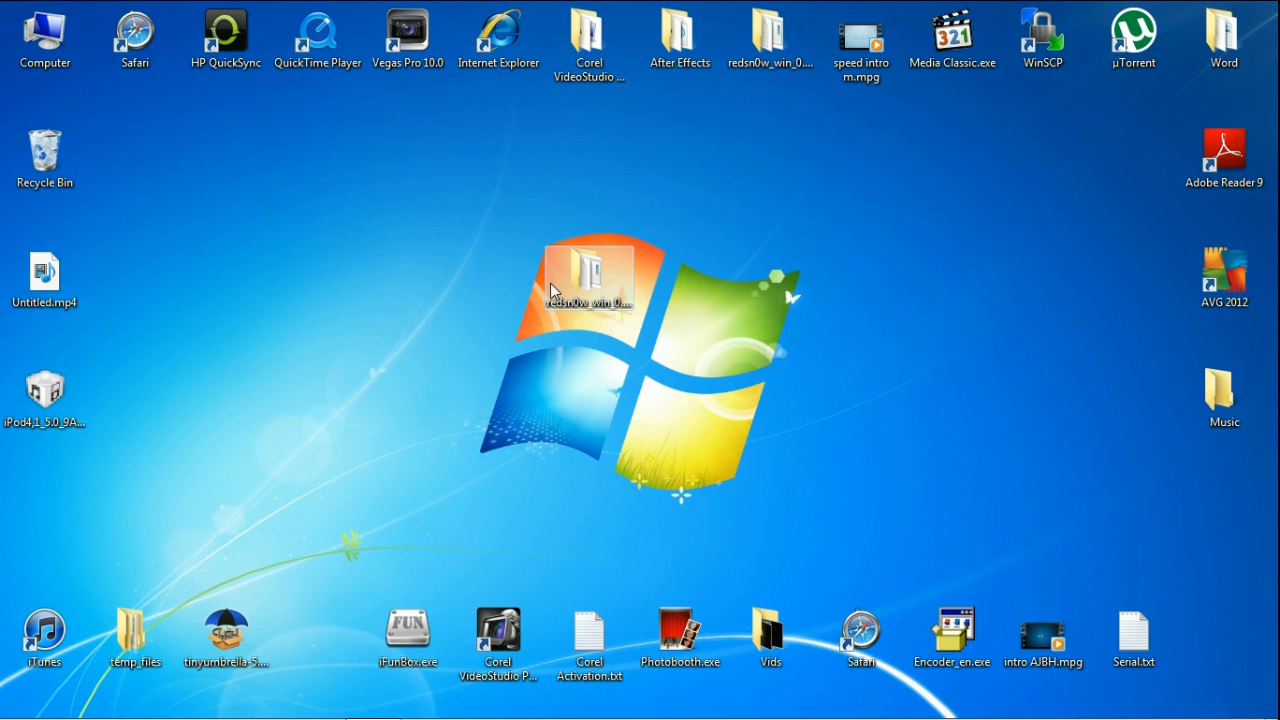 Computer
Safari
HP QuickSync
QuickTime Player
Vegas Pro 10.0
Internet Explorer
Corel
VideoStudio ...
After Effects
redsn0w_win_0....
speed intro
m.mpg
Media Classic.exe
WinSCP
µTorrent
Word
321
Recycle Bin
Adobe Reader 9
Untitled.mp4
redsn0w_win_0....
AVG 2012
iPod4,1_5.0_9A...
Music
FUN
iTunes
temp_files
tinyumbrella-5....
iFunBox.exe
Corel
VideoStudio P...
Corel
Activation.txt
Photobooth.exe
Vids
Safari
Encoder_en.exe
intro AJBH.mpg
Serial.txt